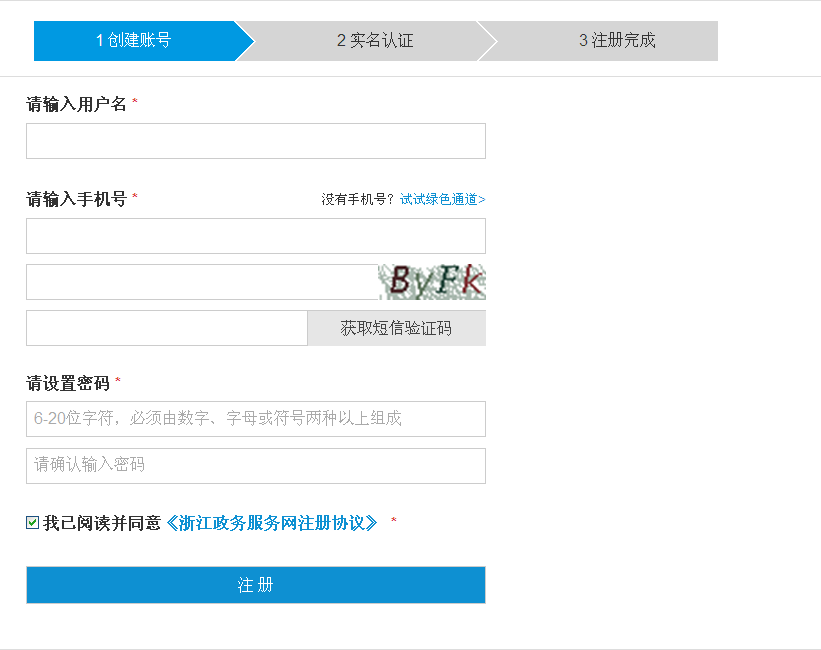 1 创建账号 2 实名认证 3 注册完成
请输入用户名 *
请输入手机号 * 没有手机号？试试绿色通道>
ByFk
获取短信验证码
请设置密码 *
6-20位字符，必须由数字、字母或符号两种以上组成
请确认输入密码
我已阅读并同意《浙江政务服务网注册协议》 *
注 册